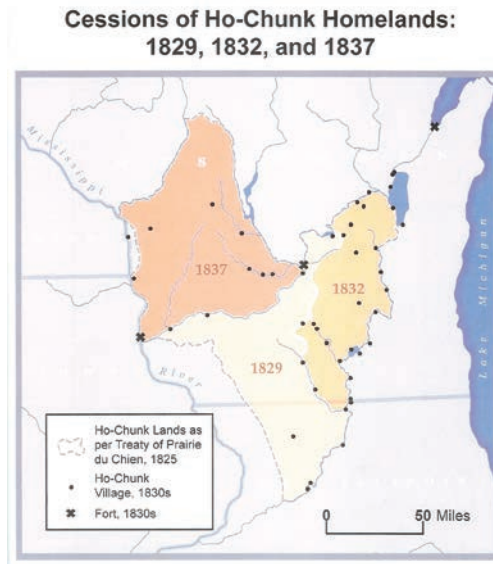 Cessions of Ho-Chunk Homelands:
1829, 1832, and 1837
Mississippi
8
1837
1832
1829
River
Lake Michigan
Ho-Chunk Lands as
per Treaty of Prairie
du Chien, 1825
Ho-Chunk
Village, 1830s
Fort, 1830s
0 50 Miles